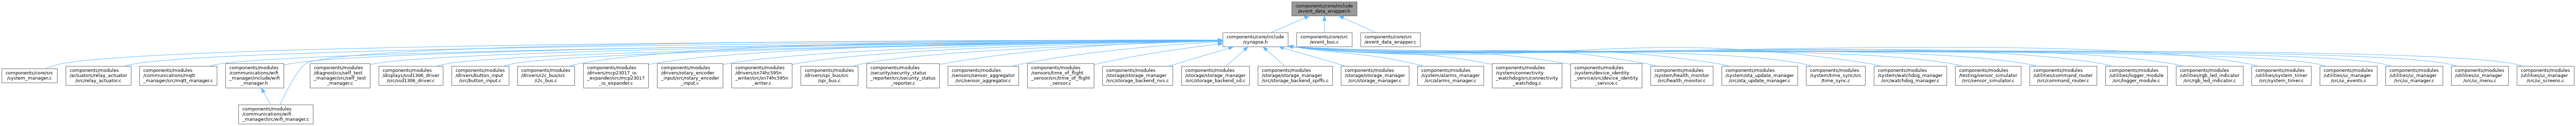 components/core/include
/event_data_wrapper.h
components/core/include
/synapse.h
components/core/src
/event_bus.c
components/core/src
/event_data_wrapper.c
components/core/src
/system_manager.c
components/modules
/actuators/relay_actuator
/src/relay_actuator.c
components/modules
/communications/mqtt
_manager/src/mqtt_manager.c
components/modules
/communications/wifi
_manager/include/wifi
_manager.h
components/modules
/diagnostics/self_test
_manager/src/self_test
_manager.c
components/modules
/displays/ssd1306_driver
/src/ssd1306_driver.c
components/modules
/drivers/button_input
/src/button_input.c
components/modules
/drivers/i2c_bus/src
/i2c_bus.c
components/modules
/drivers/mcp23017_io
_expander/src/mcp23017
_io_expander.c
components/modules
/drivers/rotary_encoder
_input/src/rotary_encoder
_input.c
components/modules
/drivers/sn74hc595n
_writer/src/sn74hc595n
_writer.c
components/modules
/drivers/spi_bus/src
/spi_bus.c
components/modules
/security/security_status
_reporter/src/security_status
_reporter.c
components/modules
/sensors/sensor_aggregator
/src/sensor_aggregator.c
components/modules
/sensors/time_of_flight
_sensor/src/time_of_flight
_sensor.c
components/modules
/storage/storage_manager
/src/storage_backend_nvs.c
components/modules
/storage/storage_manager
/src/storage_backend_sd.c
components/modules
/storage/storage_manager
/src/storage_backend_spiffs.c
components/modules
/storage/storage_manager
/src/storage_manager.c
components/modules
/system/alarms_manager
/src/alarms_manager.c
components/modules
/system/connectivity
_watchdog/src/connectivity
_watchdog.c
components/modules
/system/device_identity
_service/src/device_identity
_service.c
components/modules
/system/health_monitor
/src/health_monitor.c
components/modules
/system/ota_update_manager
/src/ota_update_manager.c
components/modules
/system/time_sync/src
/time_sync.c
components/modules
/system/watchdog_manager
/src/watchdog_manager.c
components/modules
/testing/sensor_simulator
/src/sensor_simulator.c
components/modules
/utilities/command_router
/src/command_router.c
components/modules
/utilities/logger_module
/src/logger_module.c
components/modules
/utilities/rgb_led_indicator
/src/rgb_led_indicator.c
components/modules
/utilities/system_timer
/src/system_timer.c
components/modules
/utilities/ui_manager
/src/ui_events.c
components/modules
/utilities/ui_manager
/src/ui_manager.c
components/modules
/utilities/ui_manager
/src/ui_menu.c
components/modules
/utilities/ui_manager
/src/ui_screens.c
components/modules
/communications/wifi
_manager/src/wifi_manager.c